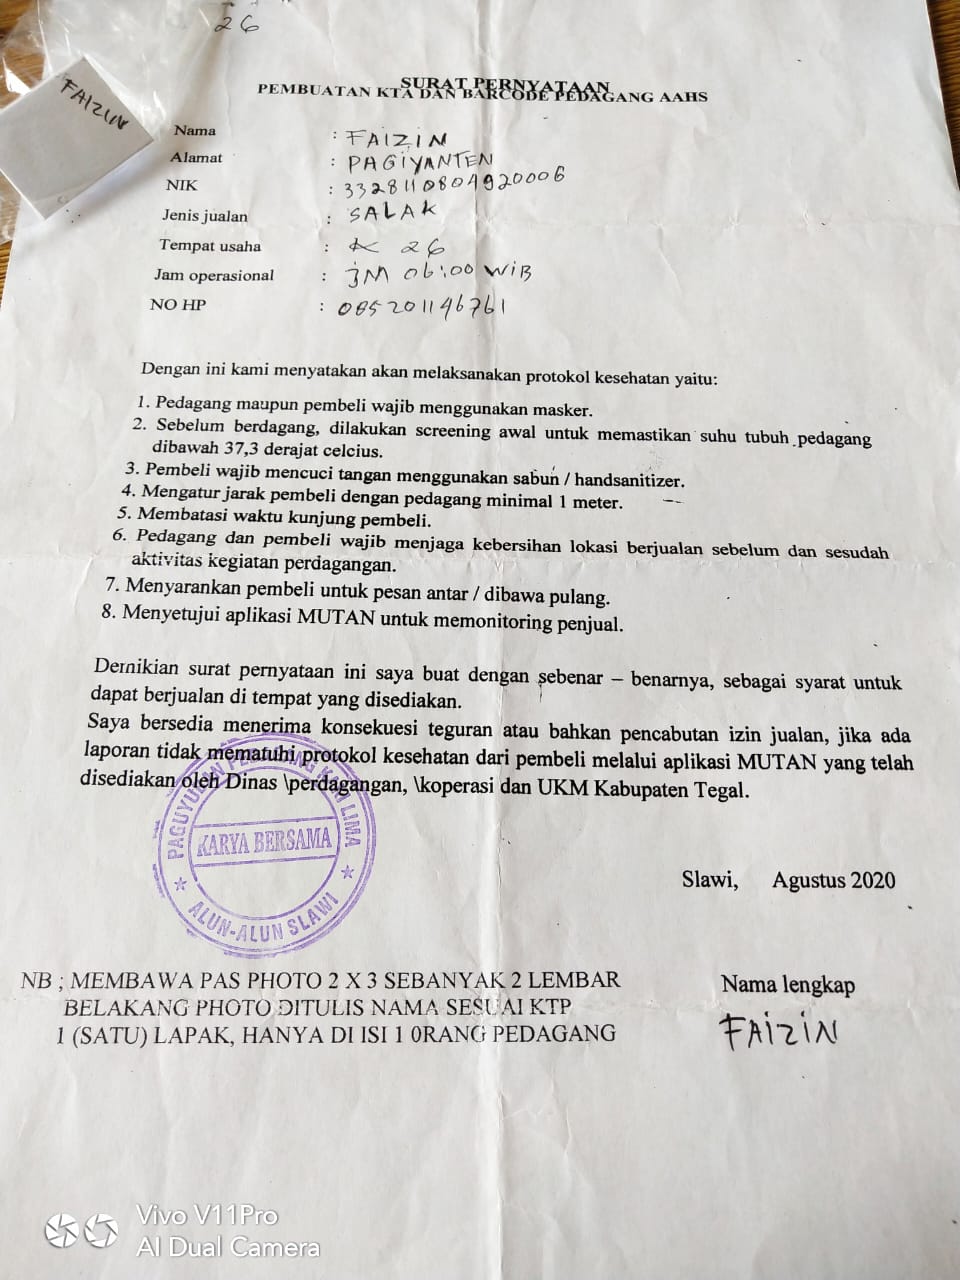 26
FAIZIN
SURAT PERNYATAAN
PEMBUATAN KTA DAN BARCODE PEDAGANG AAHS
Nama : FAIZIN
Alamat : PAGIYANTEN
NIK : 3328110804920006
Jenis jualan : SALAK
Tempat usaha : K 26
Jam operasional : JM 06:00 WIB
NO HP : 085201146761
Dengan ini kami menyatakan akan melaksanakan protokol kesehatan yaitu:
1. Pedagang maupun pembeli wajib menggunakan masker.
2. Sebelum berdagang, dilakukan screening awal untuk memastikan suhu tubuh pedagang
dibawah 37,3 derajat celcius.
3. Pembeli wajib mencuci tangan menggunakan sabun / handsanitizer.
4. Mengatur jarak pembeli dengan pedagang minimal 1 meter.
5. Membatasi waktu kunjung pembeli.
6. Pedagang dan pembeli wajib menjaga kebersihan lokasi berjualan sebelum dan sesudah
aktivitas kegiatan perdagangan.
7. Menyarankan pembeli untuk pesan antar / dibawa pulang.
8. Menyetujui aplikasi MUTAN untuk memonitoring penjual.
Demikian surat pernyataan ini saya buat dengan sebenar – benarnya, sebagai syarat untuk
dapat berjualan di tempat yang disediakan.
Saya bersedia menerima konsekuesi teguran atau bahkan pencabutan izin jualan, jika ada
laporan tidak mematuhi protokol kesehatan dari pembeli melalui aplikasi MUTAN yang telah
disediakan oleh Dinas \perdagangan, \koperasi dan UKM Kabupaten Tegal.
PAGUYUBAN PEDAGANG KAKI LIMA
KARYA BERSAMA
ALUN-ALUN SLAWI
Slawi, Agustus 2020
NB ; MEMBAWA PAS PHOTO 2 X 3 SEBANYAK 2 LEMBAR
BELAKANG PHOTO DITULIS NAMA SESUAI KTP
1 (SATU) LAPAK, HANYA DI ISI 1 0RANG PEDAGANG
Nama lengkap
FAIZIN
Vivo V11Pro
AI Dual Camera